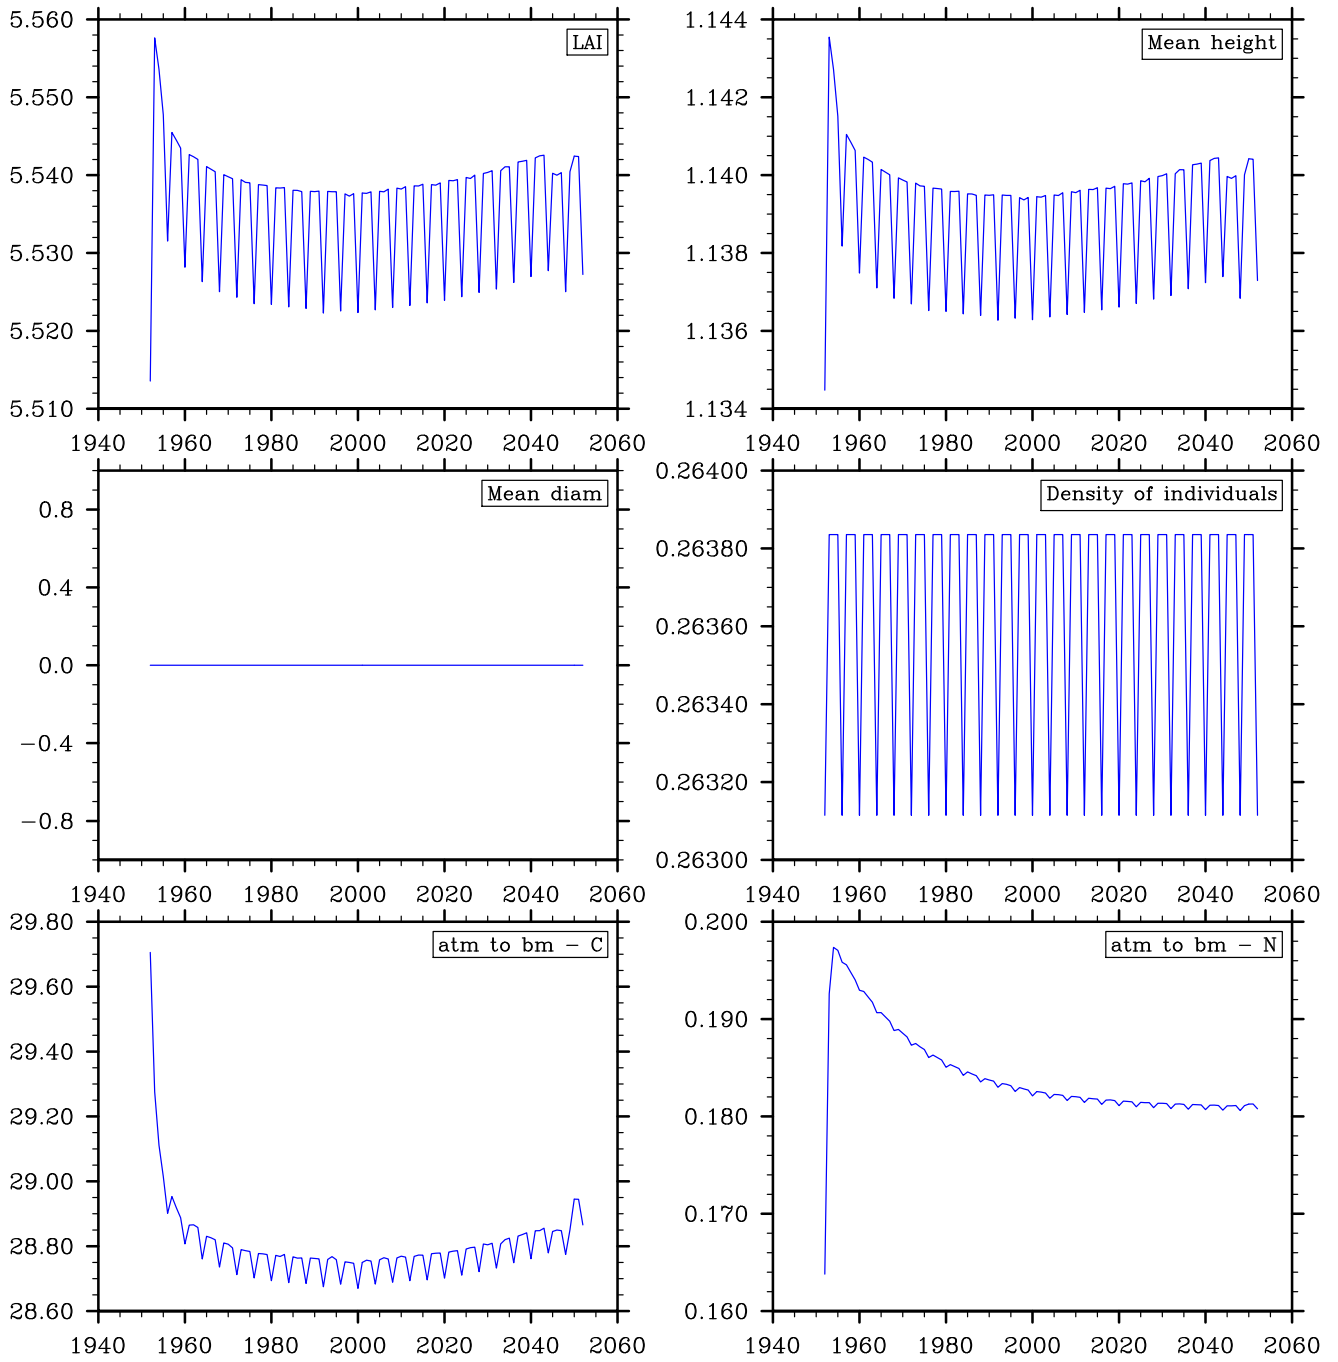 5.560
5.550
5.540
5.530
5.520
5.510
LAI
1940 1960 1980 2000 2020 2040 2060
1.144
1.142
1.140
1.138
1.136
1.134
Mean height
1940 1960 1980 2000 2020 2040 2060
0.8
0.4
0.0
−0.4
−0.8
Mean diam
1940 1960 1980 2000 2020 2040 2060
0.26400
0.26380
0.26360
0.26340
0.26320
0.26300
Density of individuals
1940 1960 1980 2000 2020 2040 2060
29.80
29.60
29.40
29.20
29.00
28.80
28.60
atm to bm − C
1940 1960 1980 2000 2020 2040 2060
0.200
0.190
0.180
0.170
0.160
atm to bm − N
1940 1960 1980 2000 2020 2040 2060